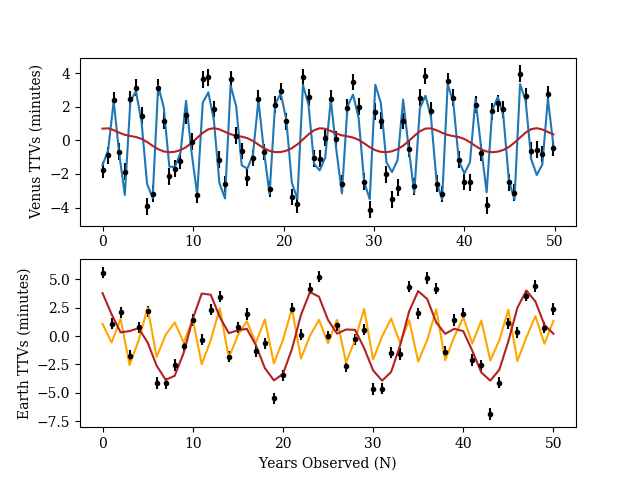 Venus TTVs (minutes)
4
2
0
−2
−4
0 10 20 30 40 50
Earth TTVs (minutes)
5.0
2.5
0.0
−2.5
−5.0
−7.5
0 10 20 30 40 50
Years Observed (N)